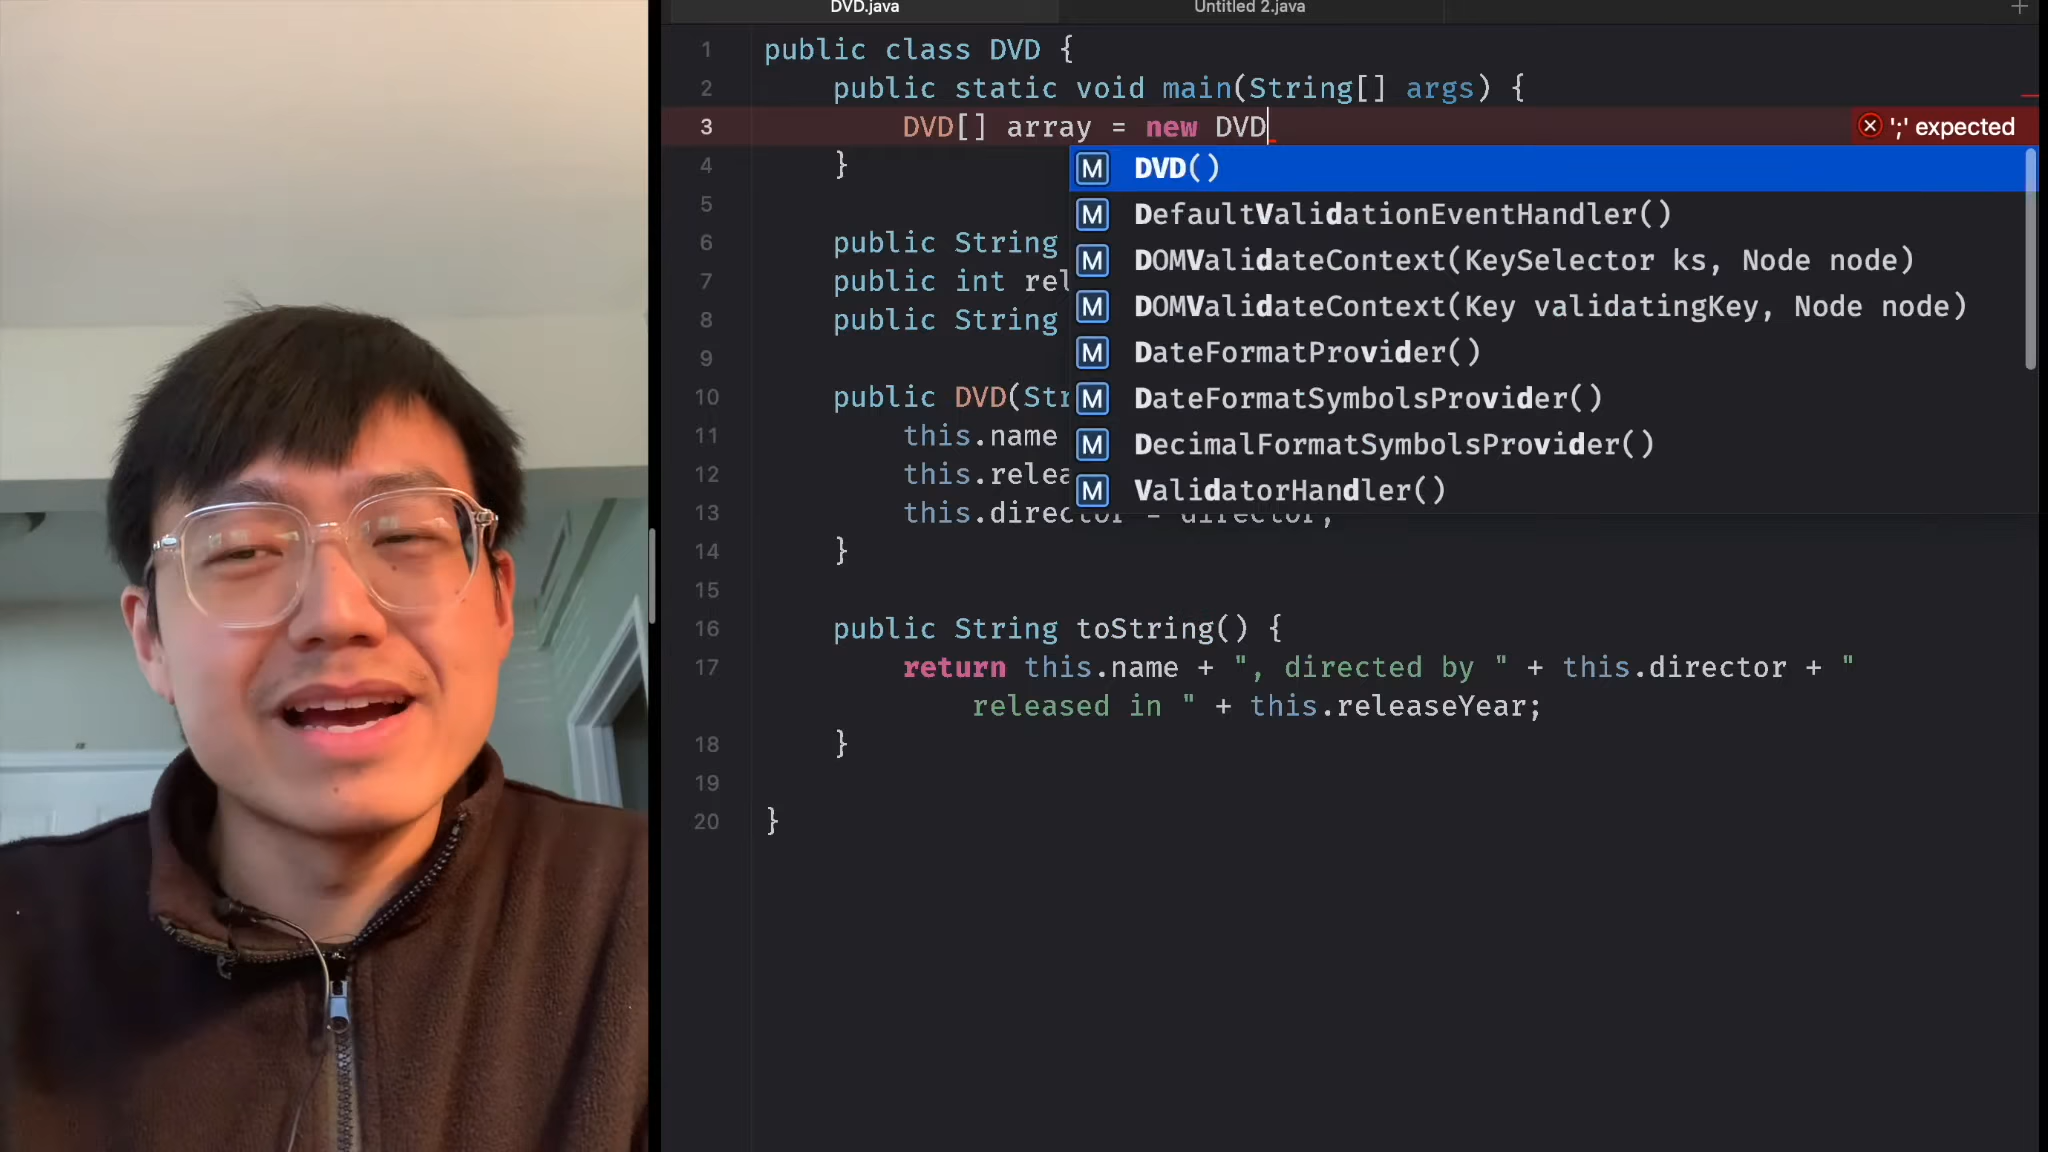 DVD.java
Untitled 2.java
+
1 public class DVD {
2 public static void main(String[] args) {
3 DVD[] array = new DVD
';' expected
4 }
5
6 public String
7 public int rel
8 public String
9
10 public DVD(Str
11 this.name
12 this.relea
13 this.director = director;
14 }
15
16 public String toString() {
17 return this.name + ", directed by " + this.director + "
released in " + this.releaseYear;
18 }
19
20 }
M DVD()
M DefaultValidationEventHandler()
M DOMValidateContext(KeySelector ks, Node node)
M DOMValidateContext(Key validatingKey, Node node)
M DateFormatProvider()
M DateFormatSymbolsProvider()
M DecimalFormatSymbolsProvider()
M ValidatorHandler()